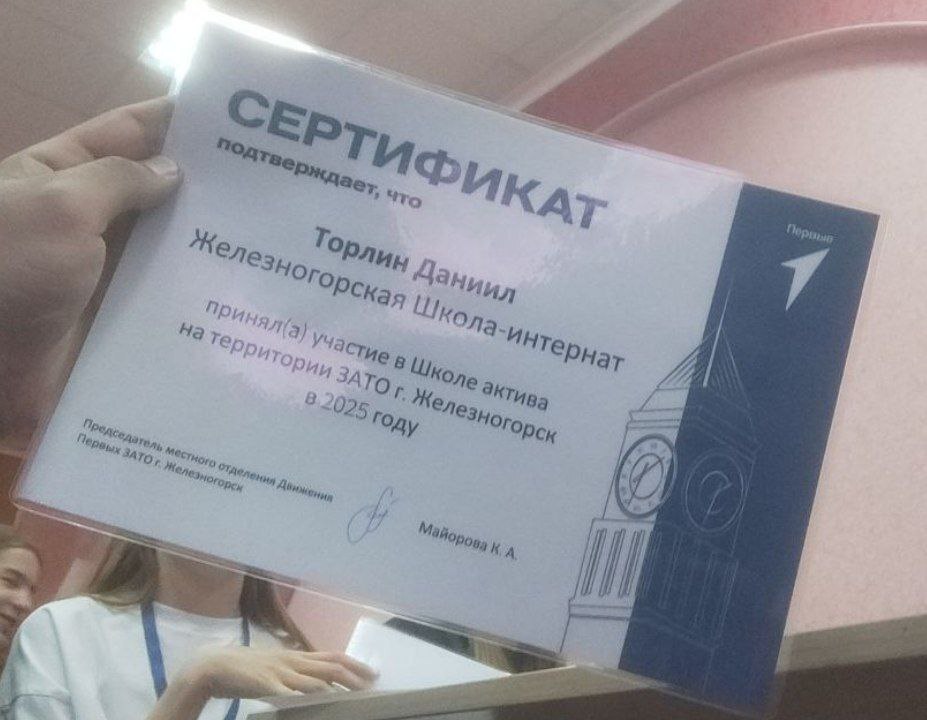 СЕРТИФИКАТ
подтверждает, что
Торлин Даниил
Железногорская Школа-интернат
принял(а) участие в Школе актива
на территории ЗАТО г. Железногорск
в 2025 году
Председатель местного отделения Движения
Первых ЗАТО г. Железногорск
Майорова К. А.
Первые